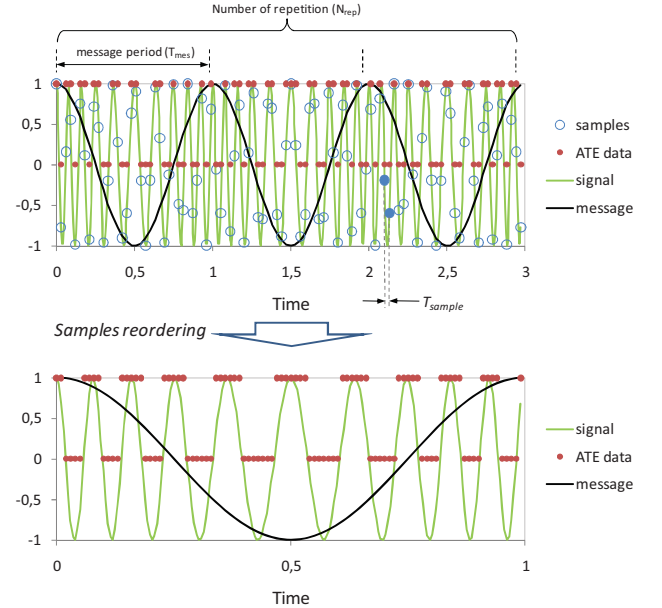 Number of repetition (Nrep)
message period (Tmes)
1
0,5
0
-0,5
-1
0
0,5
1
1,5
2
2,5
3
Time
Tsample
samples
ATE data
signal
message
Samples reordering
1
0,5
0
-0,5
-1
0
0,5
1
Time
signal
ATE data
message